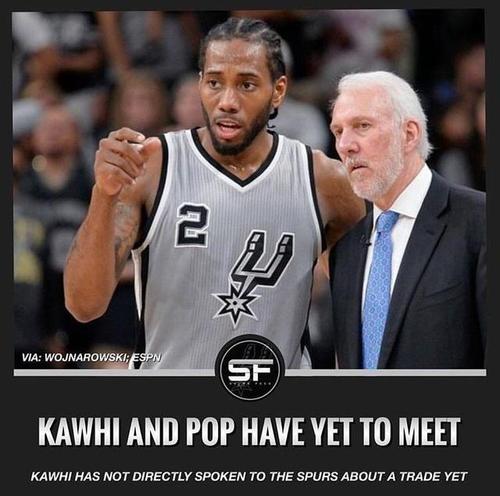 2
VIA: WOJNAROWSKI; ESPN
SF
KAWHI AND POP HAVE YET TO MEET
KAWHI HAS NOT DIRECTLY SPOKEN TO THE SPURS ABOUT A TRADE YET